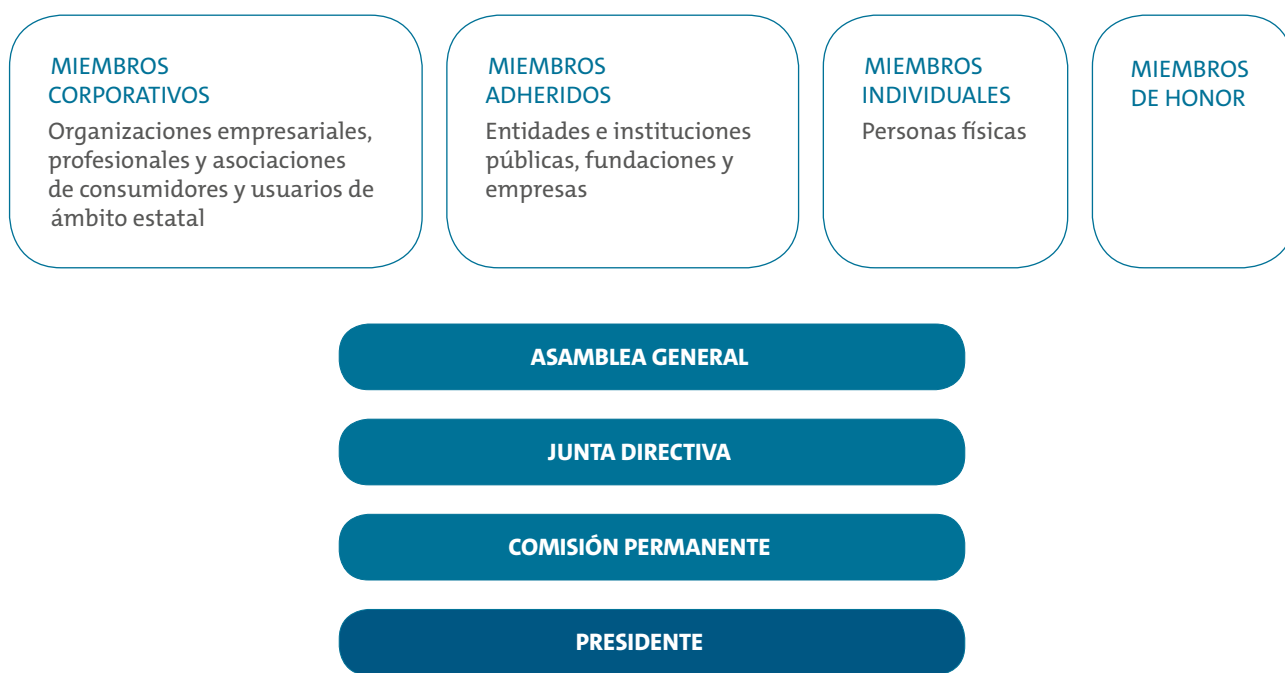 MIEMBROS
CORPORATIVOS
Organizaciones empresariales,
profesionales y asociaciones
de consumidores y usuarios de
ámbito estatal
MIEMBROS
ADHERIDOS
Entidades e instituciones
públicas, fundaciones y
empresas
MIEMBROS
INDIVIDUALES
Personas físicas
MIEMBROS
DE HONOR
ASAMBLEA GENERAL
JUNTA DIRECTIVA
COMISIÓN PERMANENTE
PRESIDENTE